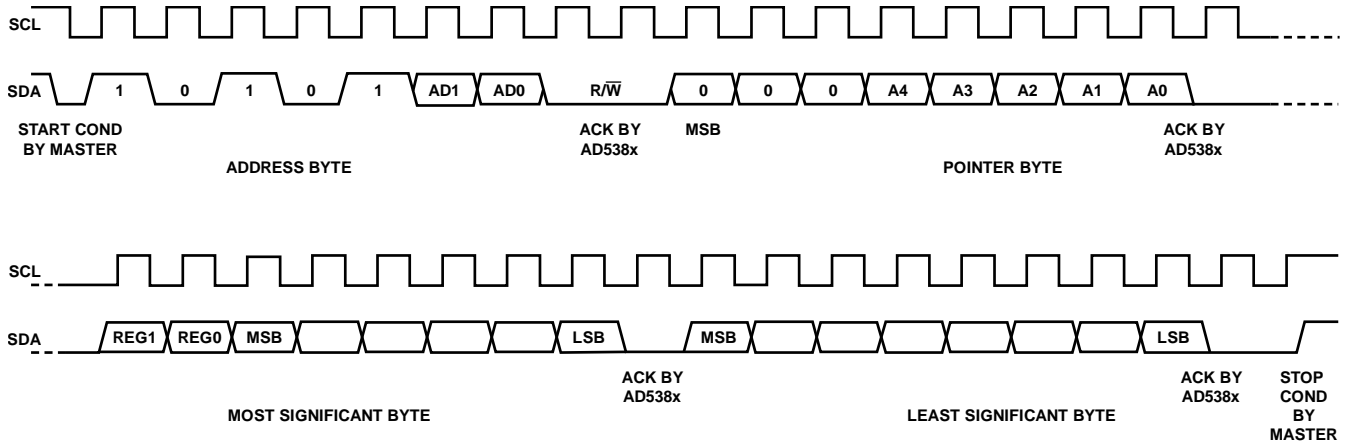 SCL
SDA 1 0 1 0 1 AD1 AD0 R/W̅ 0 0 0 A4 A3 A2 A1 A0
START COND BY MASTER
ACK BY AD538x
MSB
ACK BY AD538x
ADDRESS BYTE
POINTER BYTE
SCL
SDA REG1 REG0 MSB LSB MSB LSB
ACK BY AD538x
ACK BY AD538x
STOP COND BY MASTER
MOST SIGNIFICANT BYTE
LEAST SIGNIFICANT BYTE